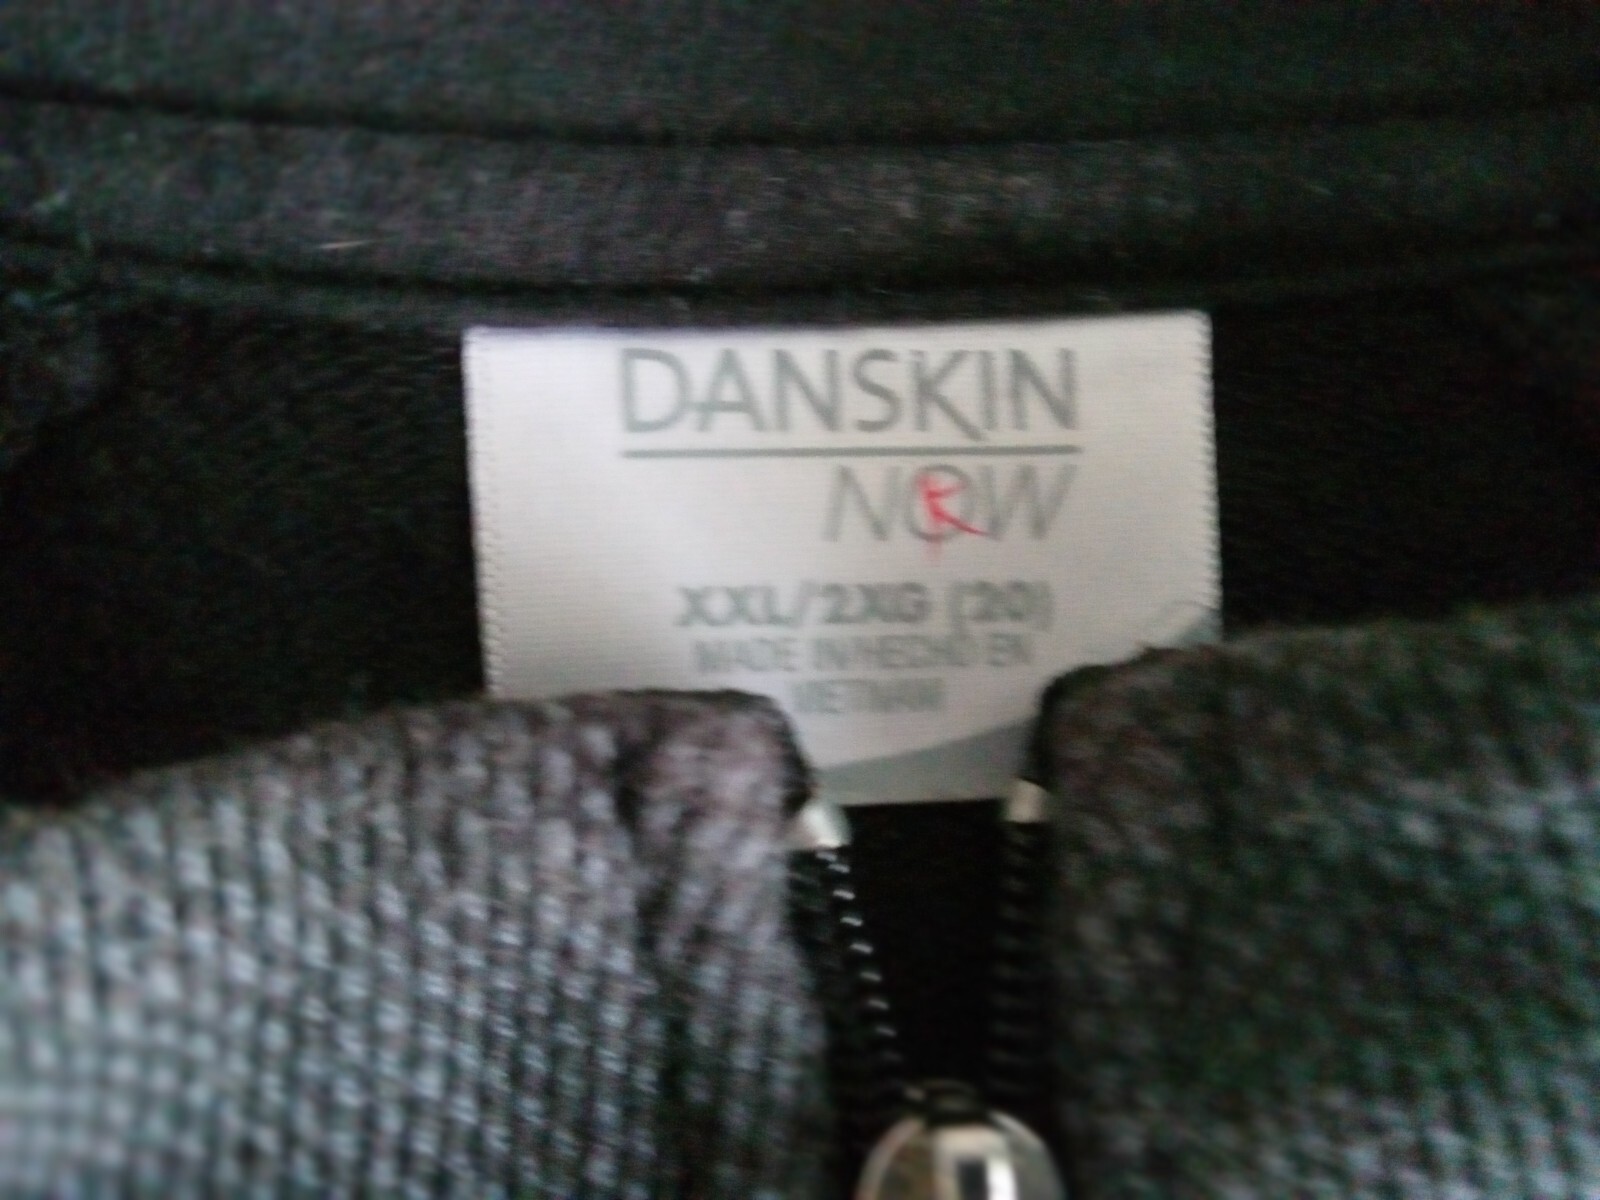 DANSKIN
NOW
R
XXL/2XG (20)
MADE IN/HECHO EN
VIETNAM